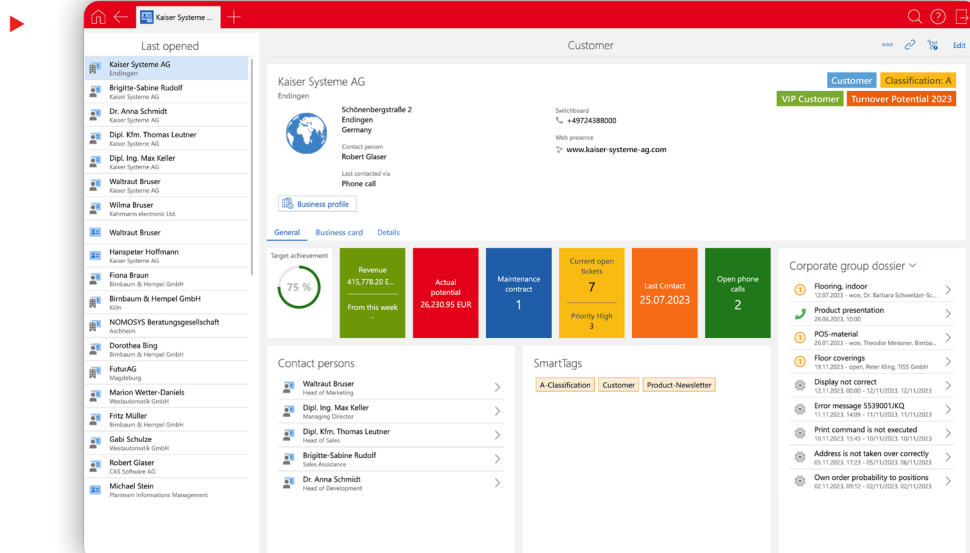 Kaiser Systeme ...
Last opened
Kaiser Systeme AG
Endingen
Brigitte-Sabine Rudolf
Kaiser Systeme AG
Dr. Anna Schmidt
Kaiser Systeme AG
Dipl. Kfm. Thomas Leutner
Kaiser Systeme AG
Dipl. Ing. Max Keller
Kaiser Systeme AG
Waltraut Bruser
Kaiser Systeme AG
Wilma Bruser
Kahrmann electronic Ltd.
Waltraut Bruser
Hanspeter Hoffmann
Kaiser Systeme AG
Fiona Braun
Birnbaum & Hempel GmbH
Birnbaum & Hempel GmbH
Köln
NOMOSYS Beratungsgesellschaft
Aschheim
Dorothea Bing
Birnbaum & Hempel GmbH
FuturAG
Magdeburg
Marion Wetter-Daniels
Westautomatik GmbH
Fritz Müller
Birnbaum & Hempel GmbH
Gabi Schulze
Westautomatik GmbH
Robert Glaser
CAS Software AG
Michael Stein
Planteam Informations Management
Customer
Edit
Kaiser Systeme AG
Endingen
Customer
Classification: A
VIP Customer
Turnover Potential 2023
Schönenbergstraße 2
Endingen
Germany
Contact person
Robert Glaser
Last contacted via
Phone call
Switchboard
+49724388000
Web presence
www.kaiser-systeme-ag.com
Business profile
General
Business card
Details
Target achievement
75 %
Revenue
415,778.20 E...
From this week
-
Actual
potential
26,230.95 EUR
Maintenance
contract
1
Current open
tickets
7
Priority High
3
Last Contact
25.07.2023
Open phone
calls
2
Contact persons
Waltraut Bruser
Head of Marketing
Dipl. Ing. Max Keller
Managing Director
Dipl. Kfm. Thomas Leutner
Head of Sales
Brigitte-Sabine Rudolf
Sales Assistance
Dr. Anna Schmidt
Head of Development
SmartTags
A-Classification
Customer
Product-Newsletter
Corporate group dossier
Flooring, indoor
12.07.2023 - won, Dr. Barbara Schweitzer-Sc...
Product presentation
26.06.2023, 10:00
POS-material
26.01.2023 - won, Theodor Meissner, Birnba...
Floor coverings
19.11.2023 - open, Peter Kling, TISS GmbH
Display not correct
12.11.2023, 00:00 - 12/11/2023, 12/11/2023
Error message 5539001JKQ
11.11.2023, 14:09 - 11/11/2023, 11/11/2023
Print command is not executed
10.11.2023, 15:45 - 10/11/2023, 10/11/2023
Address is not taken over correctly
05.11.2023, 17:23 - 05/11/2023, 06/11/2023
Own order probability to positions
02.11.2023, 09:12 - 02/11/2023, 02/11/2023